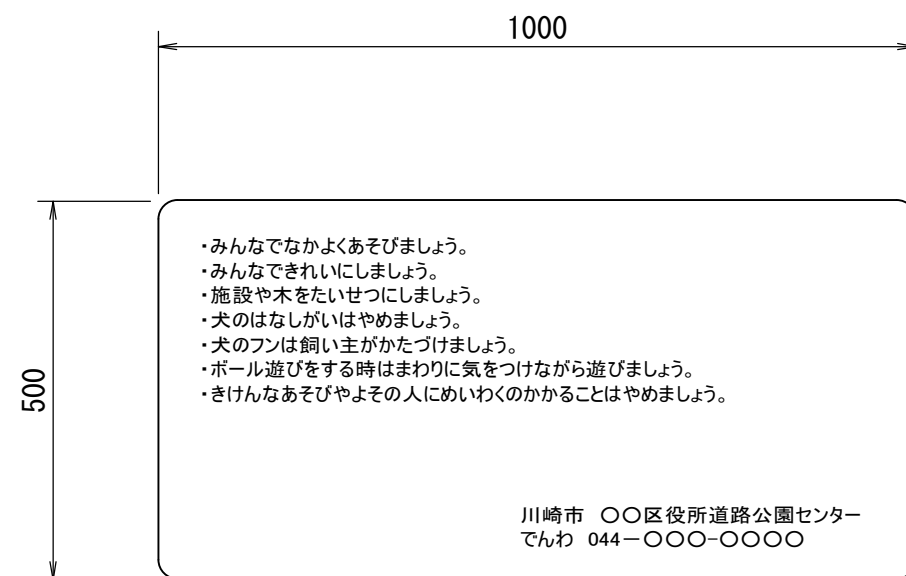 1000
500
・みんなでなかよくあそびましょう。
・みんなできれいにしましょう。
・施設や木をたいせつにしましょう。
・犬のはなしがいはやめましょう。
・犬のフンは飼い主がかたづけましょう。
・ボール遊びをする時はまわりに気をつけながら遊びましょう。
・きけんなあそびやよその人にめいわくのかかることはやめましょう。
川崎市　〇〇区役所道路公園センター
でんわ　044－〇〇〇-〇〇〇〇